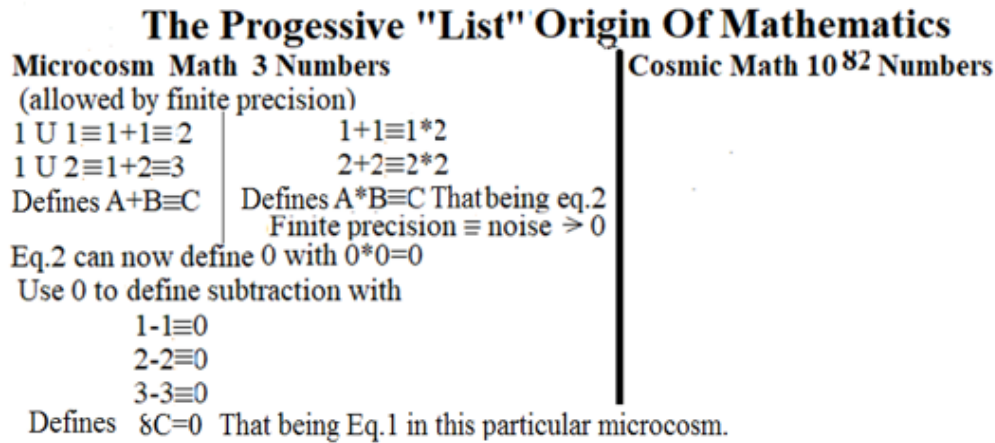 The Progessive "List" Origin Of Mathematics
Microcosm Math 3 Numbers
(allowed by finite precision)
1 U 1≡1+1≡2
1 U 2≡1+2≡3
Defines A+B≡C
1+1≡1*2
2+2≡2*2
Defines A*B≡C That being eq.2
Finite precision ≡ noise > 0
Eq.2 can now define 0 with 0*0=0
Use 0 to define subtraction with
1-1≡0
2-2≡0
3-3≡0
Defines δC=0 That being Eq.1 in this particular microcosm.
Cosmic Math 10⁸² Numbers